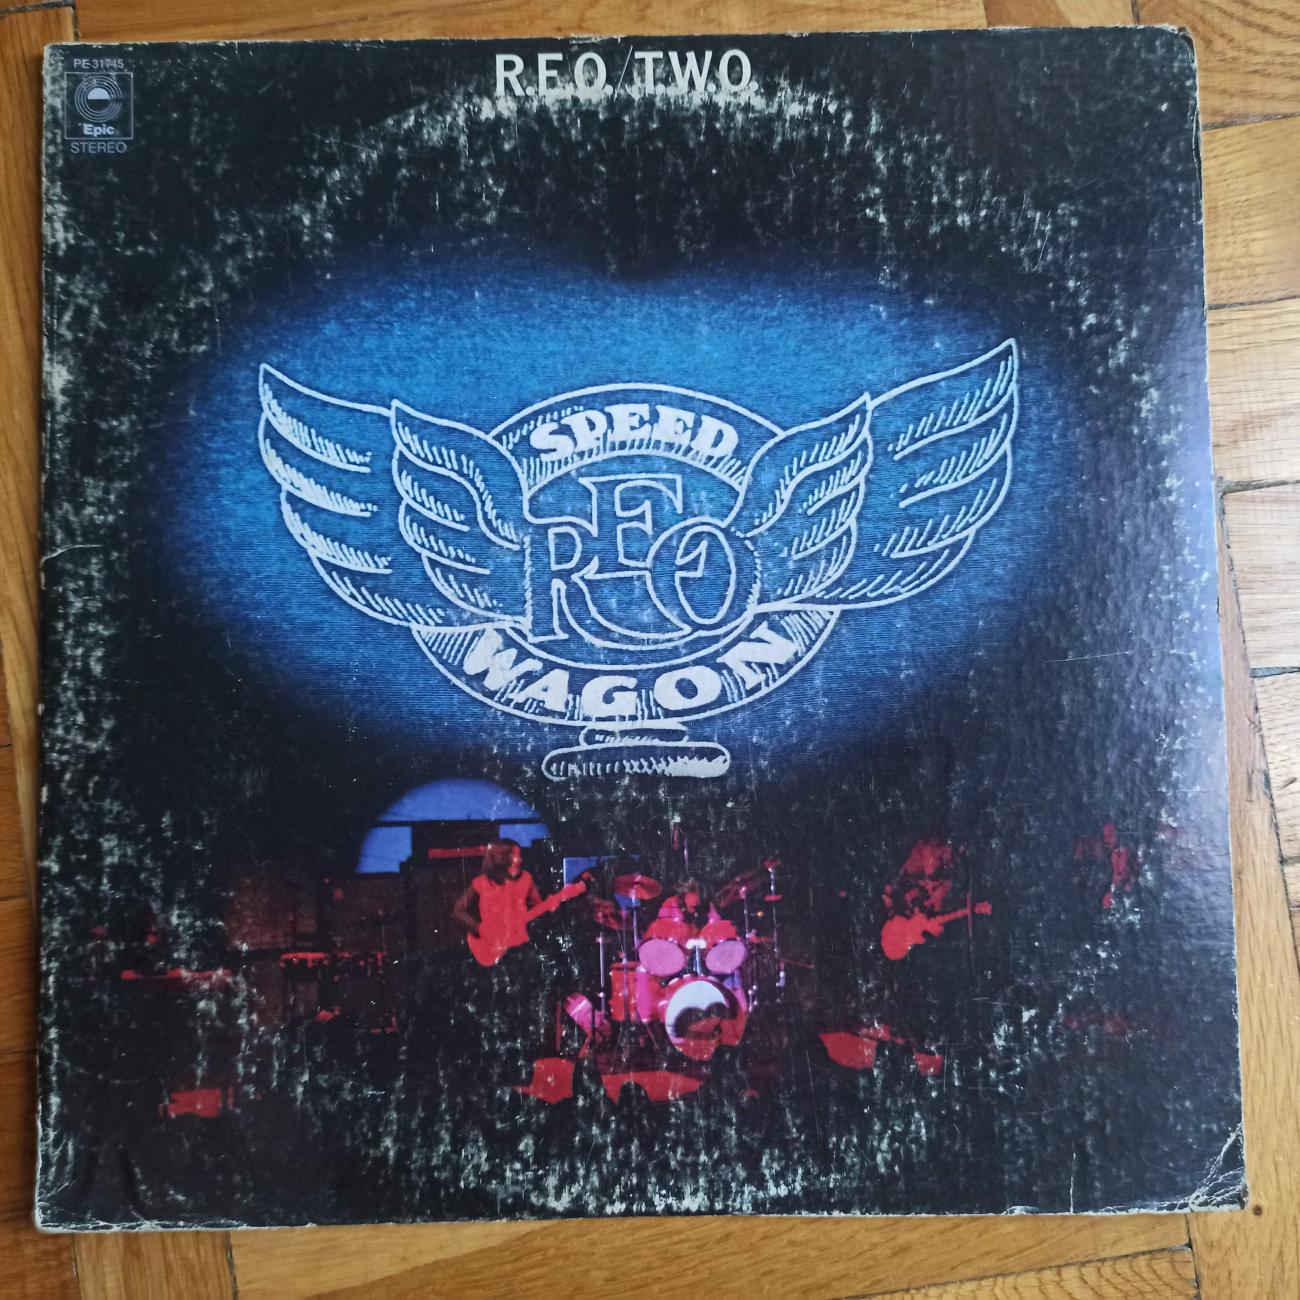 R.E.O./T.W.O.
PE 31745
Epic
STEREO
SPEED
REO
WAGON